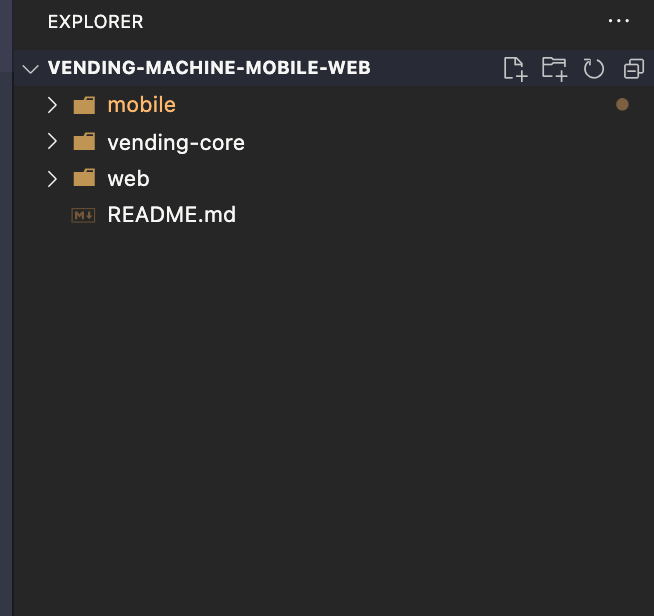 EXPLORER
VENDING-MACHINE-MOBILE-WEB
mobile
vending-core
web
M README.md